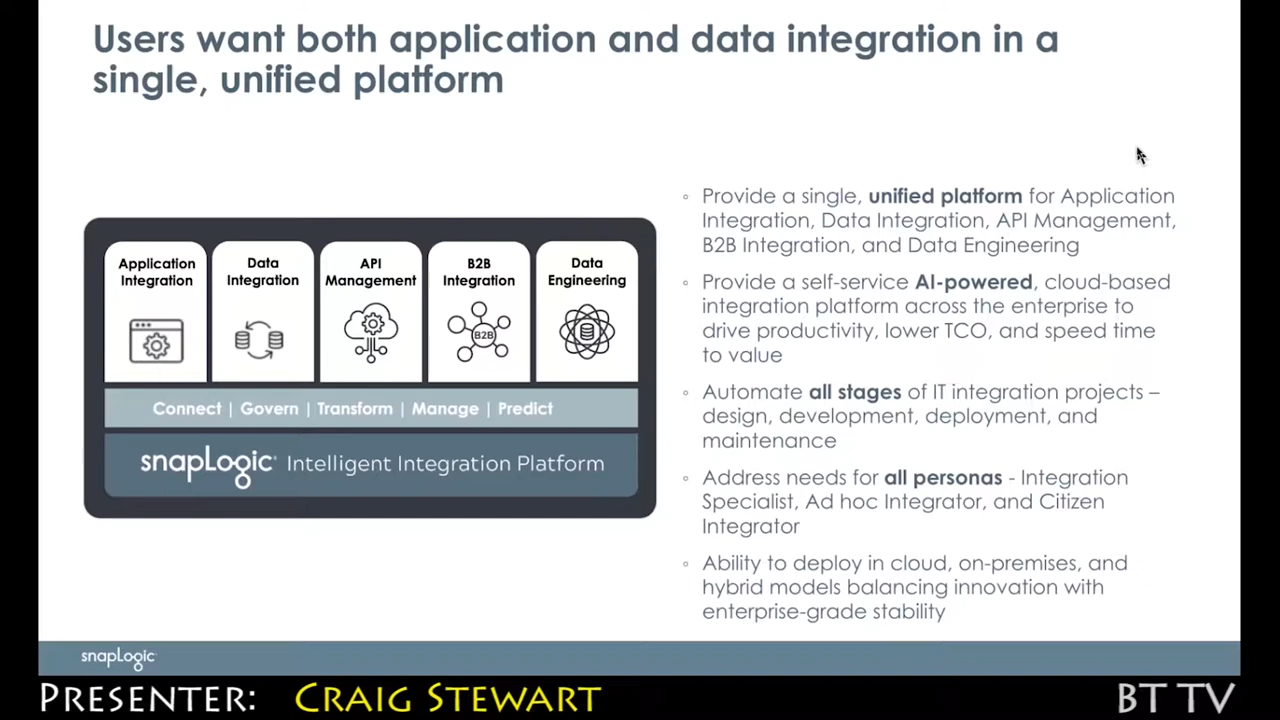 Users want both application and data integration in a
single, unified platform
Application
Integration
Data
Integration
API
Management
B2B
Integration
B2B
Data
Engineering
Connect | Govern | Transform | Manage | Predict
snapLogic Intelligent Integration Platform
Provide a single, unified platform for Application
Integration, Data Integration, API Management,
B2B Integration, and Data Engineering
Provide a self-service AI-powered, cloud-based
integration platform across the enterprise to
drive productivity, lower TCO, and speed time
to value
Automate all stages of IT integration projects –
design, development, deployment, and
maintenance
Address needs for all personas - Integration
Specialist, Ad hoc Integrator, and Citizen
Integrator
Ability to deploy in cloud, on-premises, and
hybrid models balancing innovation with
enterprise-grade stability
snapLogic
Presenter: Craig Stewart
BT TV